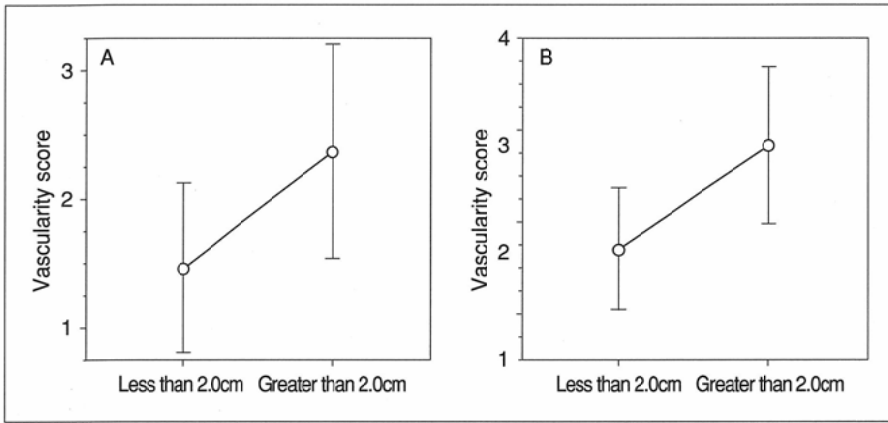 A
Vascularity score
3
2
1
Less than 2.0cm
Greater than 2.0cm
B
Vascularity score
4
3
2
1
Less than 2.0cm
Greater than 2.0cm